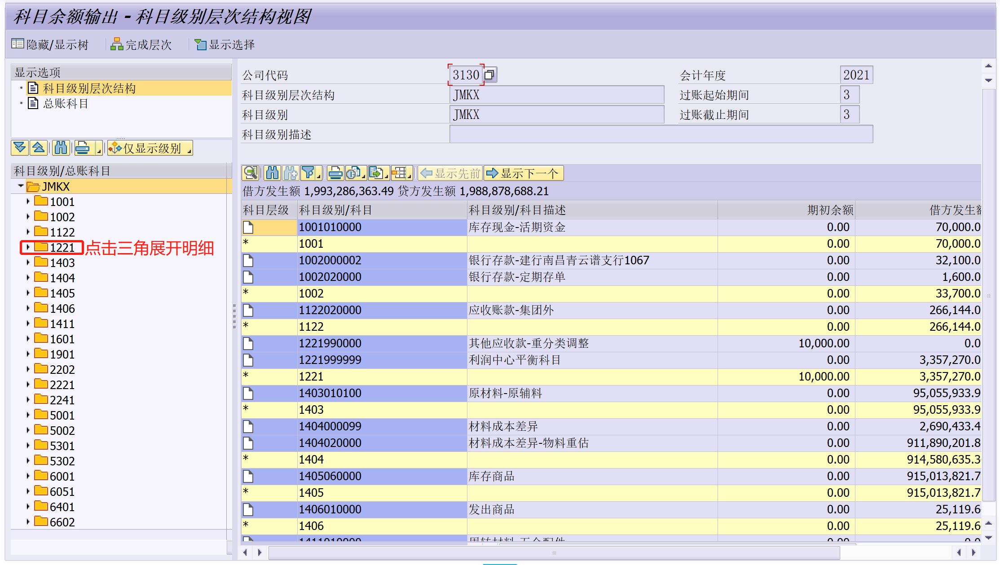 科目余额输出 - 科目级别层次结构视图
隐藏/显示树 完成层次 显示选择
显示选项
科目级别层次结构
总账科目
仅显示级别
科目级别/总账科目
JMKX
1001
1002
1122
1221 点击三角展开明细
1403
1404
1405
1406
1411
1601
1901
2202
2221
2241
5001
5002
5301
5302
6001
6051
6401
6602
公司代码 3130 会计年度 2021
科目级别层次结构 JMKX 过账起始期间 3
科目级别 JMKX 过账截止期间 3
科目级别描述
显示先前 显示下一个
借方发生额 1,993,286,363.49 贷方发生额 1,988,878,688.21
科目层级 科目级别/科目 科目级别/科目描述 期初余额 借方发生额
1001010000 库存现金-活期资金 0.00 70,000.0
* 1001 0.00 70,000.0
1002000002 银行存款-建行南昌青云谱支行1067 0.00 32,100.0
1002020000 银行存款-定期存单 0.00 1,600.0
* 1002 0.00 33,700.0
1122020000 应收账款-集团外 0.00 266,144.0
* 1122 0.00 266,144.0
1221990000 其他应收款-重分类调整 10,000.00 0.0
1221999999 利润中心平衡科目 0.00 3,357,270.0
* 1221 10,000.00 3,357,270.0
1403010100 原材料-原辅料 0.00 95,055,933.9
* 1403 0.00 95,055,933.9
1404000099 材料成本差异 0.00 2,690,433.4
1404020000 材料成本差异-物料重估 0.00 911,890,201.8
* 1404 0.00 914,580,635.3
1405060000 库存商品 0.00 915,013,821.7
* 1405 0.00 915,013,821.7
1406010000 发出商品 0.00 25,119.6
* 1406 0.00 25,119.6